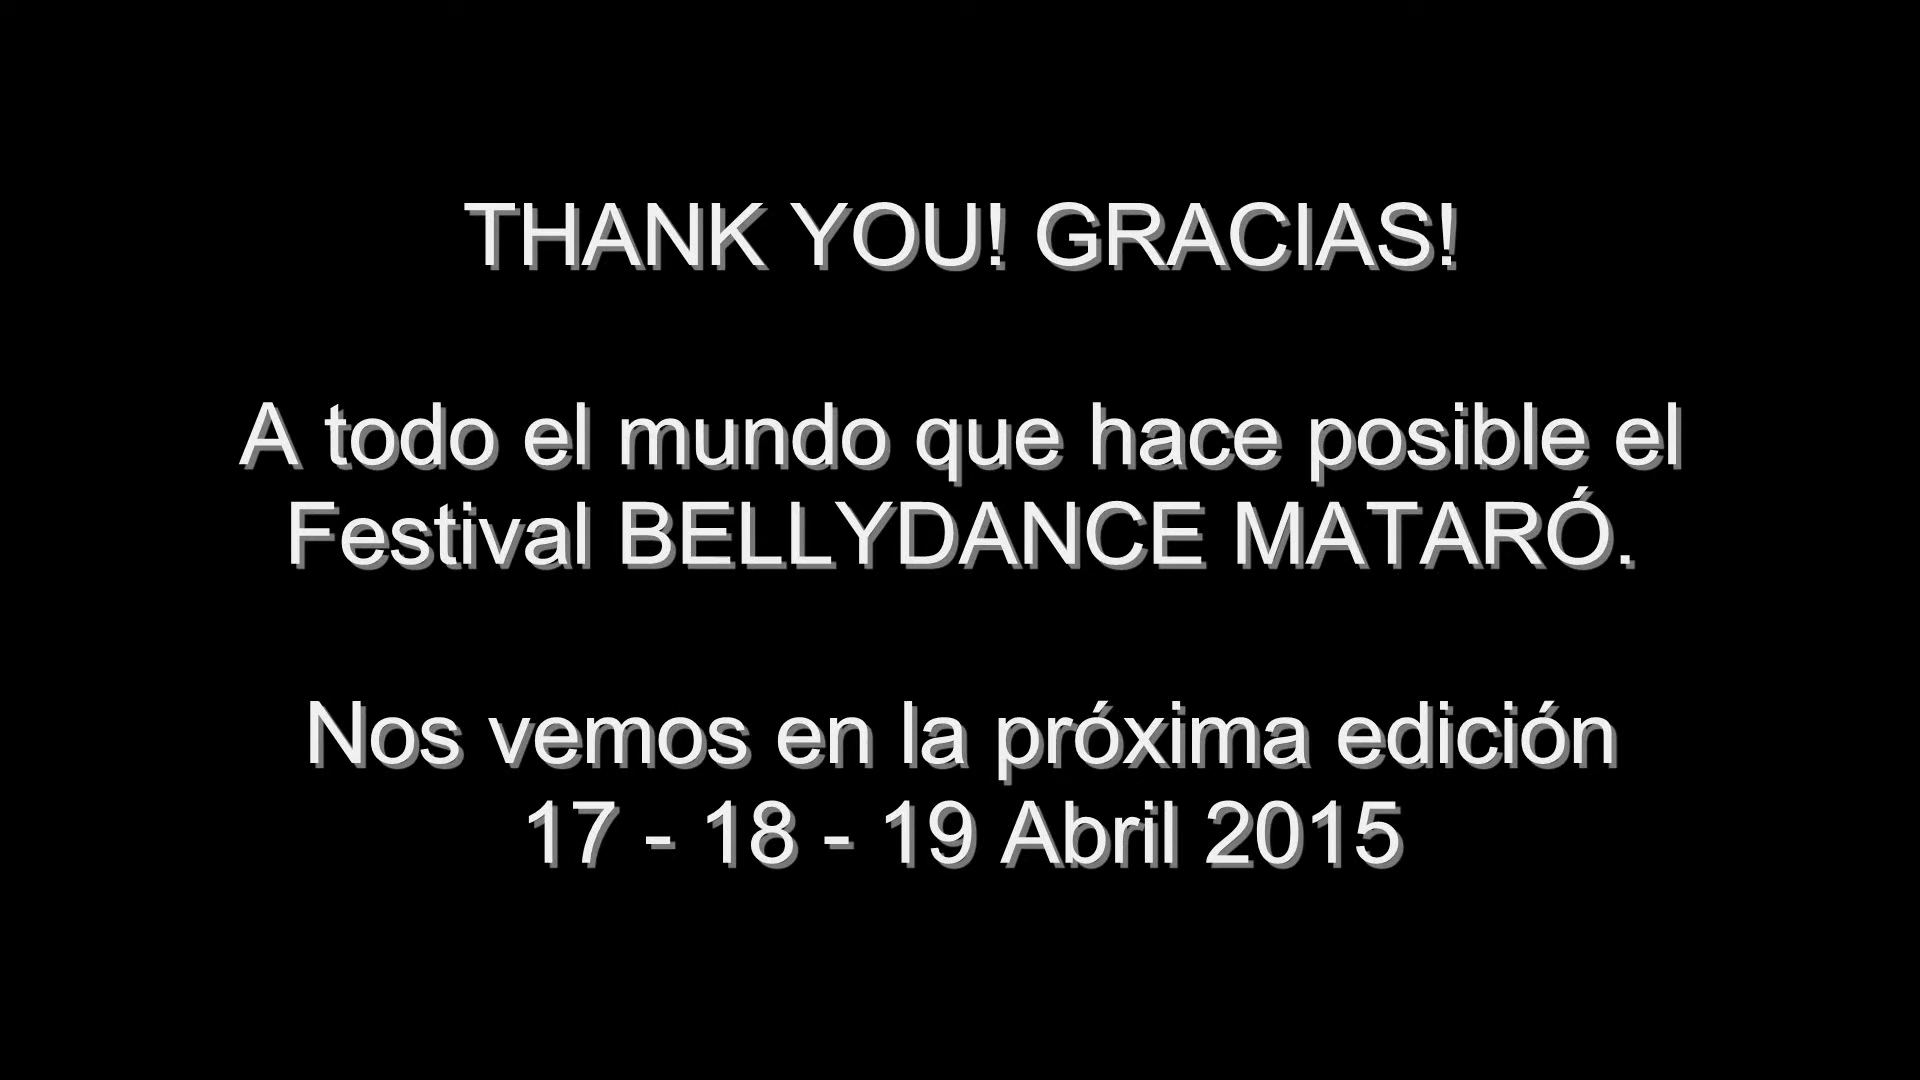 THANK YOU! GRACIAS!
A todo el mundo que hace posible el
Festival BELLYDANCE MATARÓ.
Nos vemos en la próxima edición
17 - 18 - 19 Abril 2015